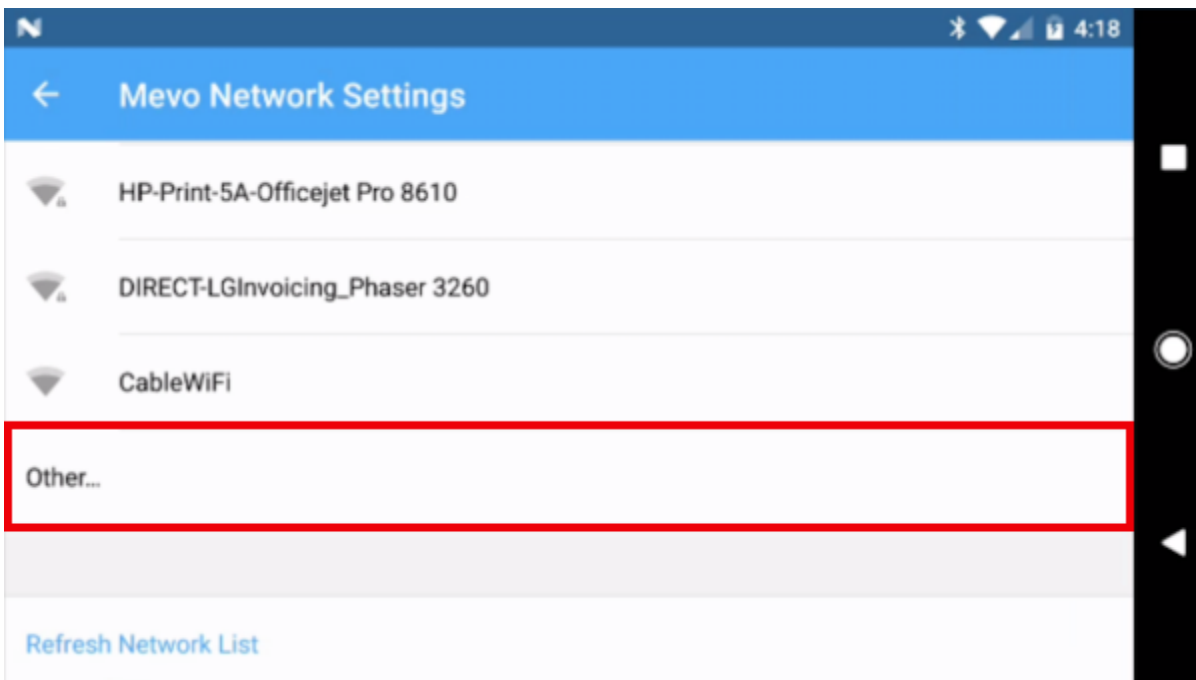 4:18
Mevo Network Settings
HP-Print-5A-Officejet Pro 8610
DIRECT-LGInvoicing_Phaser 3260
CableWiFi
Other...
Refresh Network List